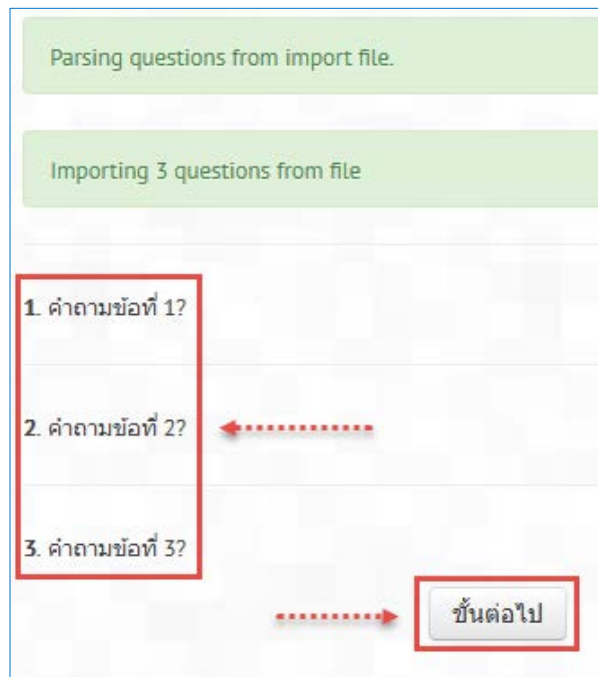 Parsing questions from import file.
Importing 3 questions from file
1. คำถามข้อที่ 1?
2. คำถามข้อที่ 2?
3. คำถามข้อที่ 3?
ขั้นต่อไป